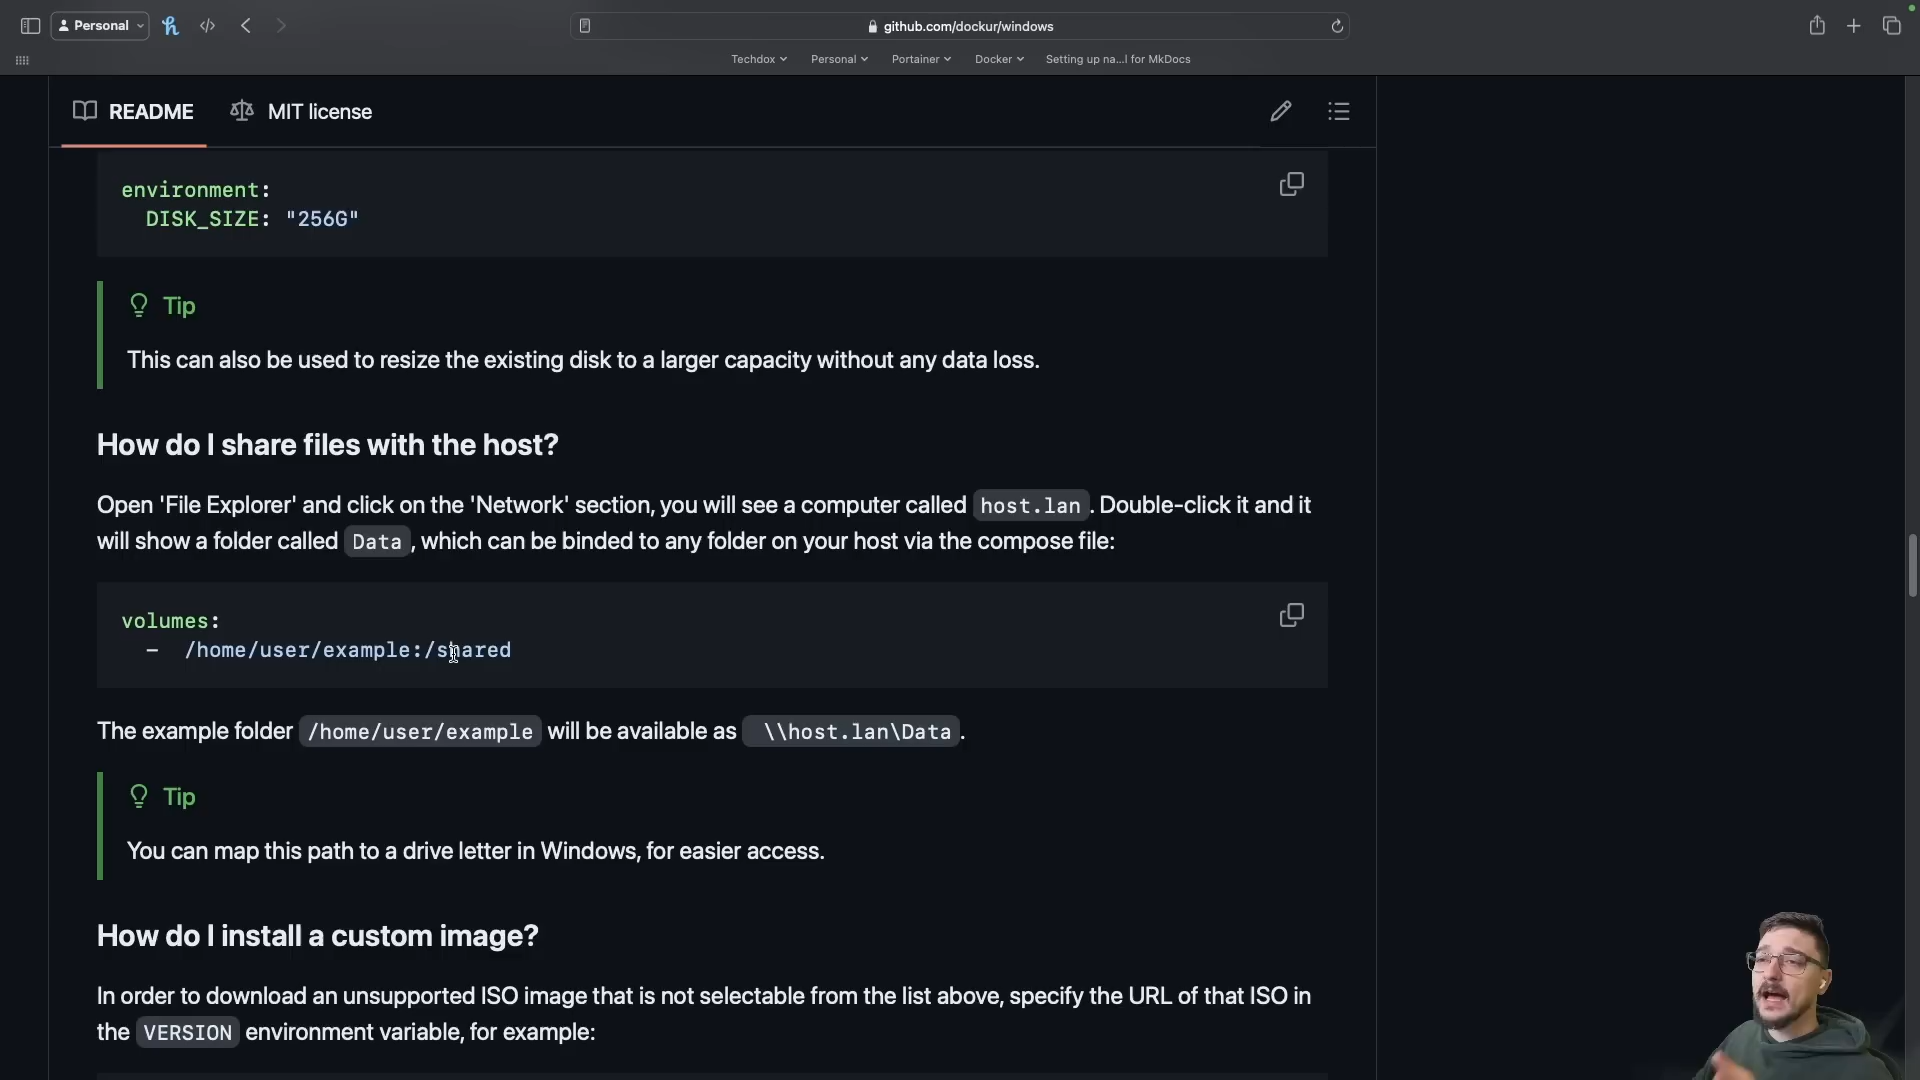 Personal
github.com/dockur/windows
Techdox
Personal
Portainer
Docker
Setting up na...l for MkDocs
README
MIT license
environment:
DISK_SIZE: "256G"
Tip
This can also be used to resize the existing disk to a larger capacity without any data loss.
How do I share files with the host?
Open 'File Explorer' and click on the 'Network' section, you will see a computer called host.lan. Double-click it and it
will show a folder called Data, which can be binded to any folder on your host via the compose file:
volumes:
- /home/user/example:/shared
The example folder /home/user/example will be available as \\host.lan\Data.
Tip
You can map this path to a drive letter in Windows, for easier access.
How do I install a custom image?
In order to download an unsupported ISO image that is not selectable from the list above, specify the URL of that ISO in
the VERSION environment variable, for example: